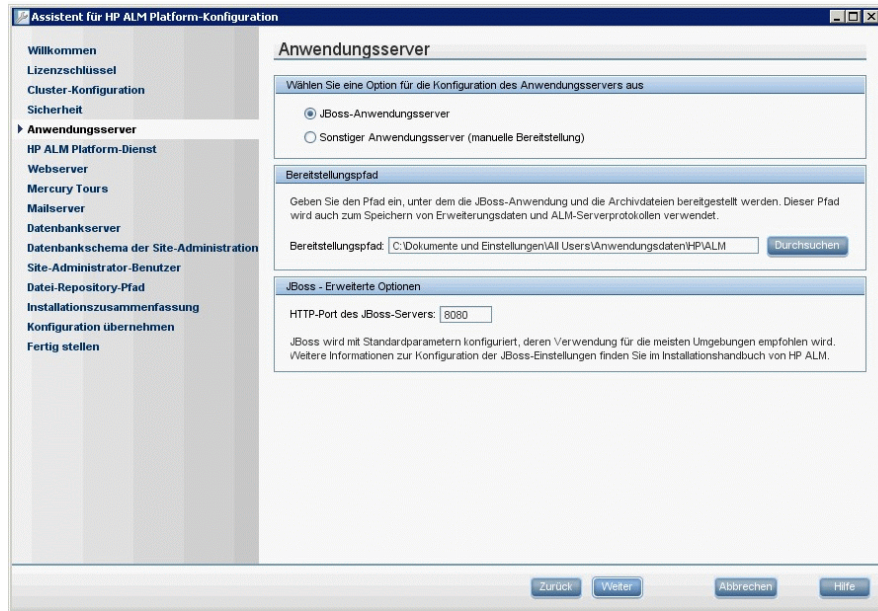 Assistent für HP ALM Platform-Konfiguration
Willkommen
Lizenzschlüssel
Cluster-Konfiguration
Sicherheit
Anwendungsserver
HP ALM Platform-Dienst
Webserver
Mercury Tours
Mailserver
Datenbankserver
Datenbankschema der Site-Administration
Site-Administrator-Benutzer
Datei-Repository-Pfad
Installationszusammenfassung
Konfiguration übernehmen
Fertig stellen
Anwendungsserver
Wählen Sie eine Option für die Konfiguration des Anwendungsservers aus
JBoss-Anwendungsserver
Sonstiger Anwendungsserver (manuelle Bereitstellung)
Bereitstellungspfad
Geben Sie den Pfad ein, unter dem die JBoss-Anwendung und die Archivdateien bereitgestellt werden. Dieser Pfad
wird auch zum Speichern von Erweiterungsdaten und ALM-Serverprotokollen verwendet.
Bereitstellungspfad: C:\Dokumente und Einstellungen\All Users\Anwendungsdaten\HP\ALM Durchsuchen
JBoss - Erweiterte Optionen
HTTP-Port des JBoss-Servers: 8080
JBoss wird mit Standardparametern konfiguriert, deren Verwendung für die meisten Umgebungen empfohlen wird.
Weitere Informationen zur Konfiguration der JBoss-Einstellungen finden Sie im Installationshandbuch von HP ALM.
Zurück Weiter Abbrechen Hilfe